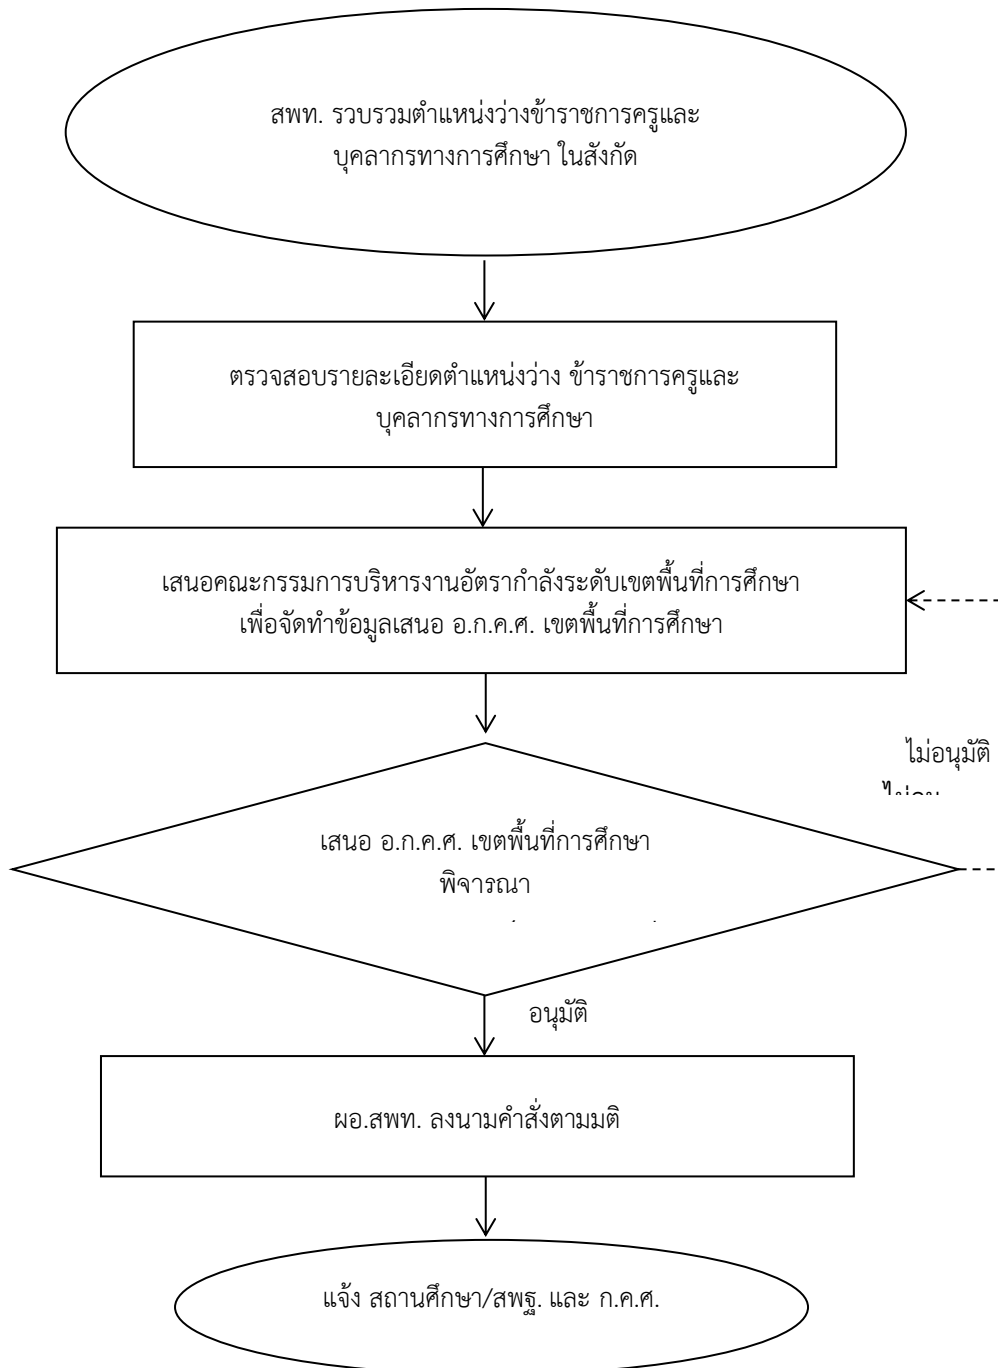 สพท. รวบรวมตำแหน่งว่างข้าราชการครูและ
บุคลากรทางการศึกษา ในสังกัด
ตรวจสอบรายละเอียดตำแหน่งว่าง ข้าราชการครูและ
บุคลากรทางการศึกษา
เสนอคณะกรรมการบริหารงานอัตรากำลังระดับเขตพื้นที่การศึกษา
เพื่อจัดทำข้อมูลเสนอ อ.ก.ค.ศ. เขตพื้นที่การศึกษา
ไม่อนุมัติ
เสนอ อ.ก.ค.ศ. เขตพื้นที่การศึกษา
พิจารณา
อนุมัติ
ผอ.สพท. ลงนามคำสั่งตามมติ
แจ้ง สถานศึกษา/สพฐ. และ ก.ค.ศ.